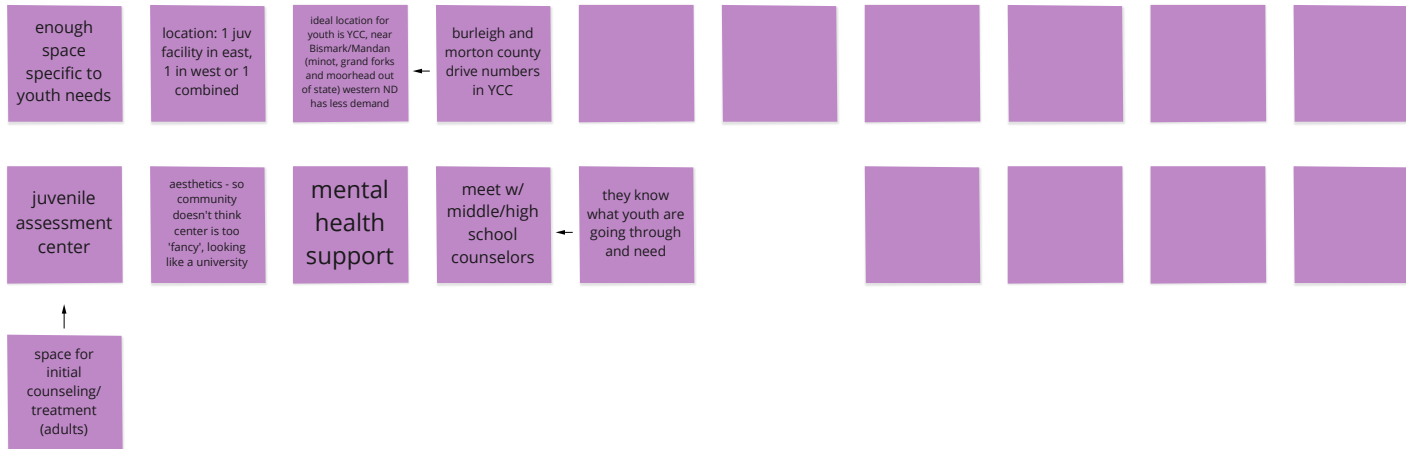 enough
space
specific to
youth needs
location: 1 juv
facility in east,
1 in west or 1
combined
ideal location for
youth is YCC, near
Bismark/Mandan
(minot, grand forks
and moorhead out
of state) western ND
has less demand
burleigh and
morton county
drive numbers
in YCC
juvenile
assessment
center
aesthetics - so
community
doesn't think
center is too
'fancy', looking
like a university
mental
health
support
meet w/
middle/high
school
counselors
they know
what youth are
going through
and need
space for
initial
counseling/
treatment
(adults)